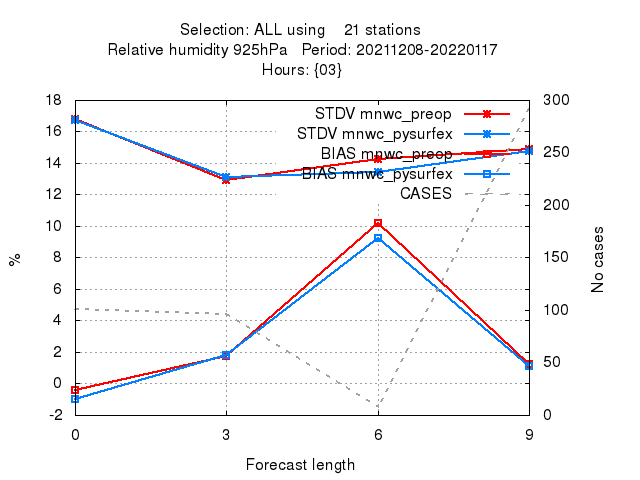 Selection: ALL using 21 stations
Relative humidity 925hPa Period: 20211208-20220117
Hours: {03}
18
16
14
12
10
8
6
4
2
0
-2
%
STDV mnwc_preop
STDV mnwc_pysurfex
BIAS mnwc_preop
BIAS mnwc_pysurfex
CASES
300
250
200
150
100
50
0
No cases
0 3 6 9
Forecast length